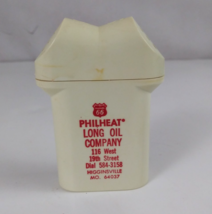 66
PHILHEAT®
LONG OIL
COMPANY
116 West
19th Street
Dial 584-3158
HIGGINSVILLE
MO. 64037